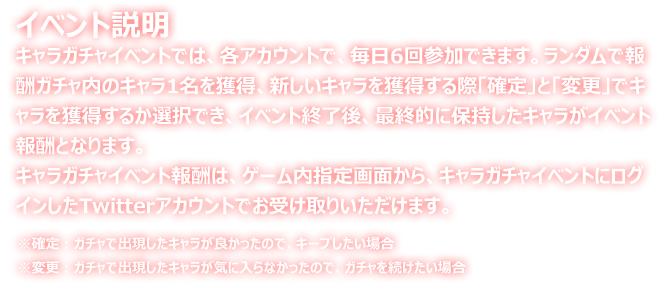 イベント説明
キャラガチャイベントでは、各アカウントで、毎日6回参加できます。ランダムで報
酬ガチャ内のキャラ1名を獲得、新しいキャラを獲得する際「確定」と「変更」でキ
ャラを獲得するか選択でき、イベント終了後、最終的に保持したキャラがイベント
報酬となります。
キャラガチャイベント報酬は、ゲーム内指定画面から、キャラガチャイベントにログ
インしたTwitterアカウントでお受け取りいただけます。
※確定：ガチャで出現したキャラが良かったので、キープしたい場合
※変更：ガチャで出現したキャラが気に入らなかったので、ガチャを続けたい場合